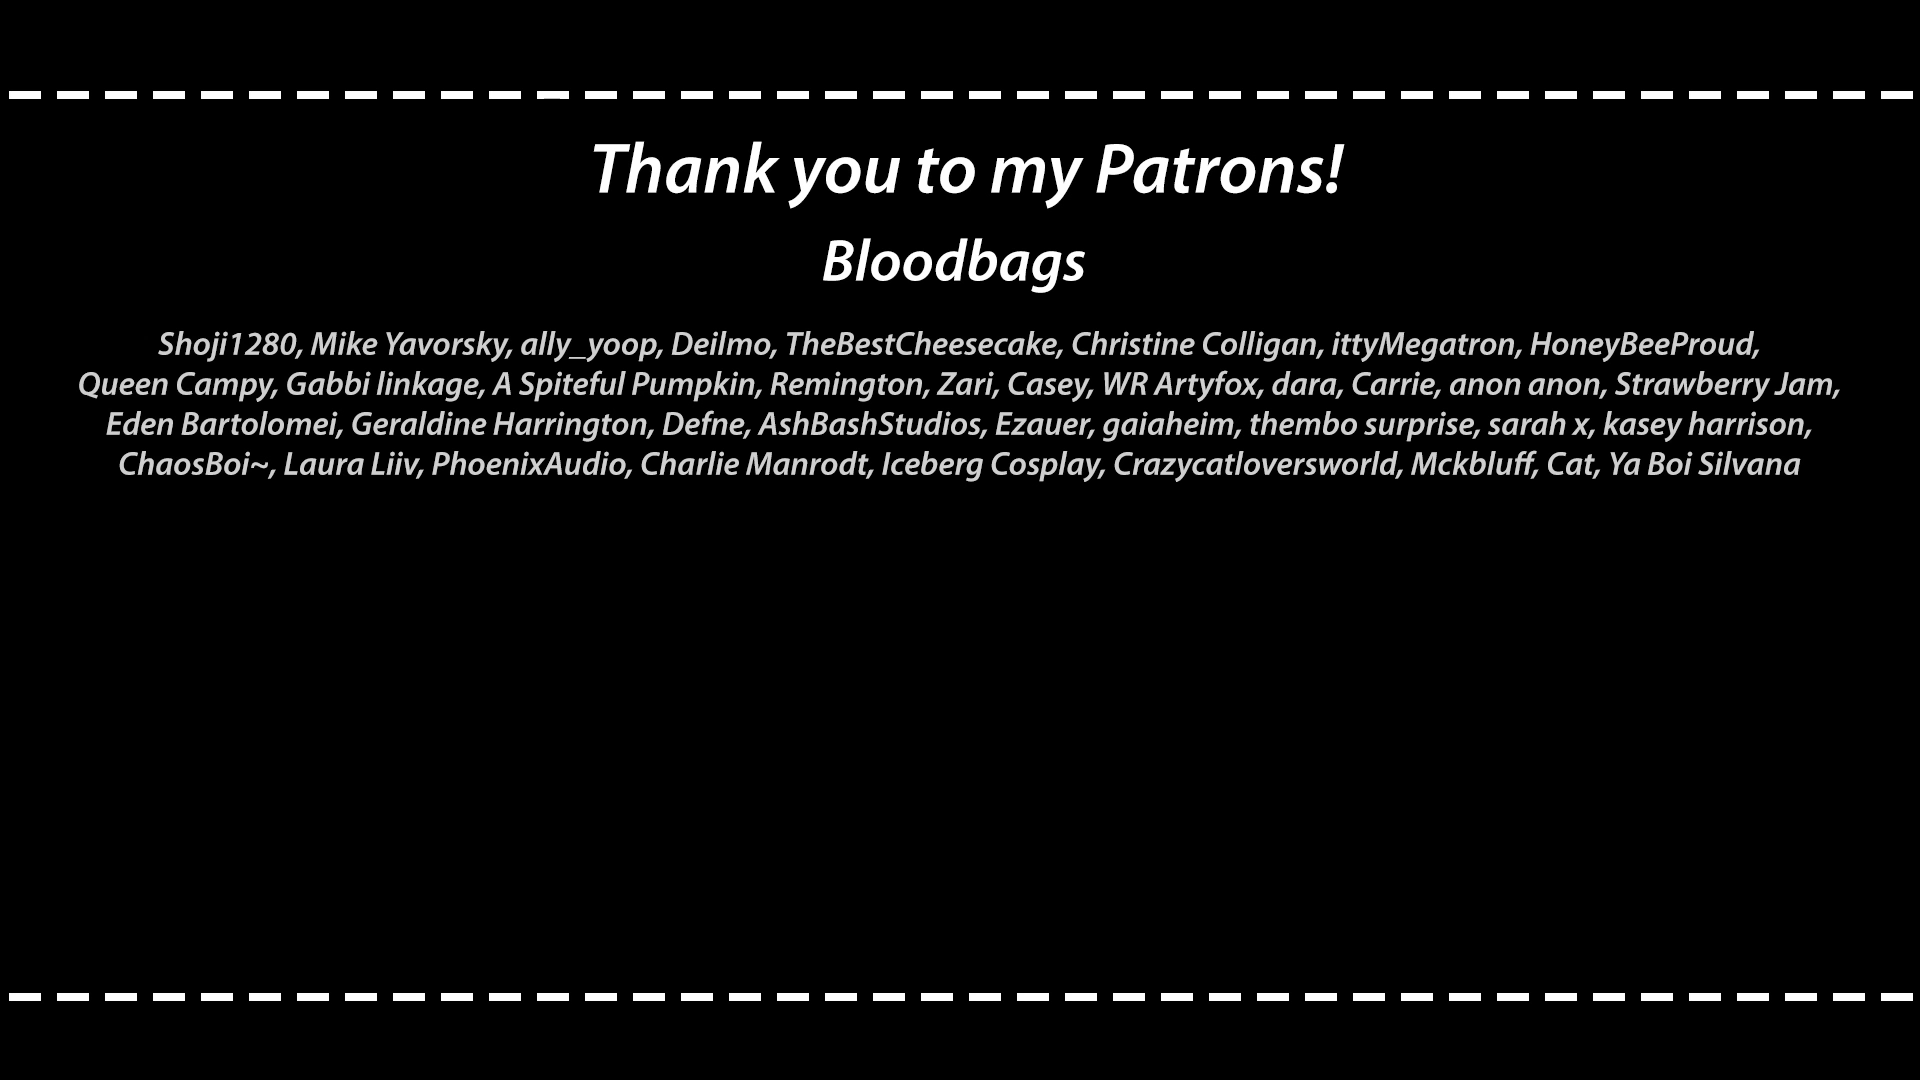 Thank you to my Patrons!
Bloodbags
Shoji1280, Mike Yavorsky, ally_yoop, Deilmo, TheBestCheesecake, Christine Colligan, ittyMegatron, HoneyBeeProud,
Queen Campy, Gabbi linkage, A Spiteful Pumpkin, Remington, Zari, Casey, WR Artyfox, dara, Carrie, anon anon, Strawberry Jam,
Eden Bartolomei, Geraldine Harrington, Defne, AshBashStudios, Ezauer, gaiaheim, thembo surprise, sarah x, kasey harrison,
ChaosBoi~, Laura Liiv, PhoenixAudio, Charlie Manrodt, Iceberg Cosplay, Crazycatloversworld, Mckbluff, Cat, Ya Boi Silvana